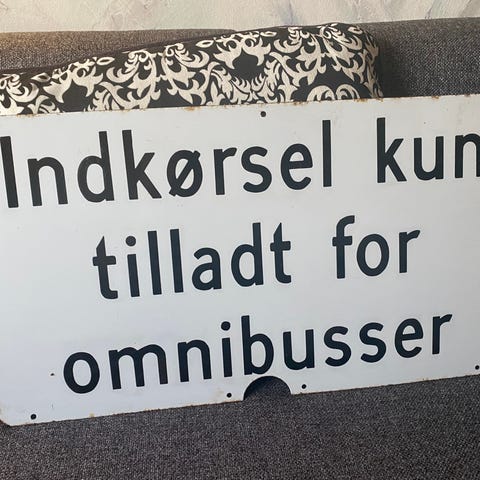 Indkørsel kun
tilladt for
omnibusser